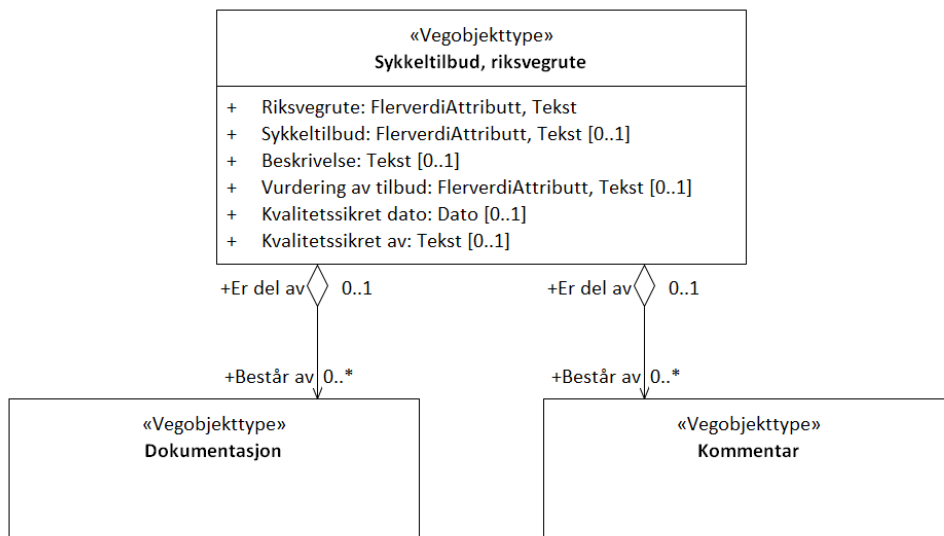 «Vegobjekttype»
Sykkeltilbud, riksvegrute
+ Riksvegrute: FlerverdiAttributt, Tekst
+ Sykkeltilbud: FlerverdiAttributt, Tekst [0..1]
+ Beskrivelse: Tekst [0..1]
+ Vurdering av tilbud: FlerverdiAttributt, Tekst [0..1]
+ Kvalitetssikret dato: Dato [0..1]
+ Kvalitetssikret av: Tekst [0..1]
+Er del av 0..1 +Er del av 0..1
+Består av 0..* +Består av 0..*
«Vegobjekttype»
Dokumentasjon
«Vegobjekttype»
Kommentar